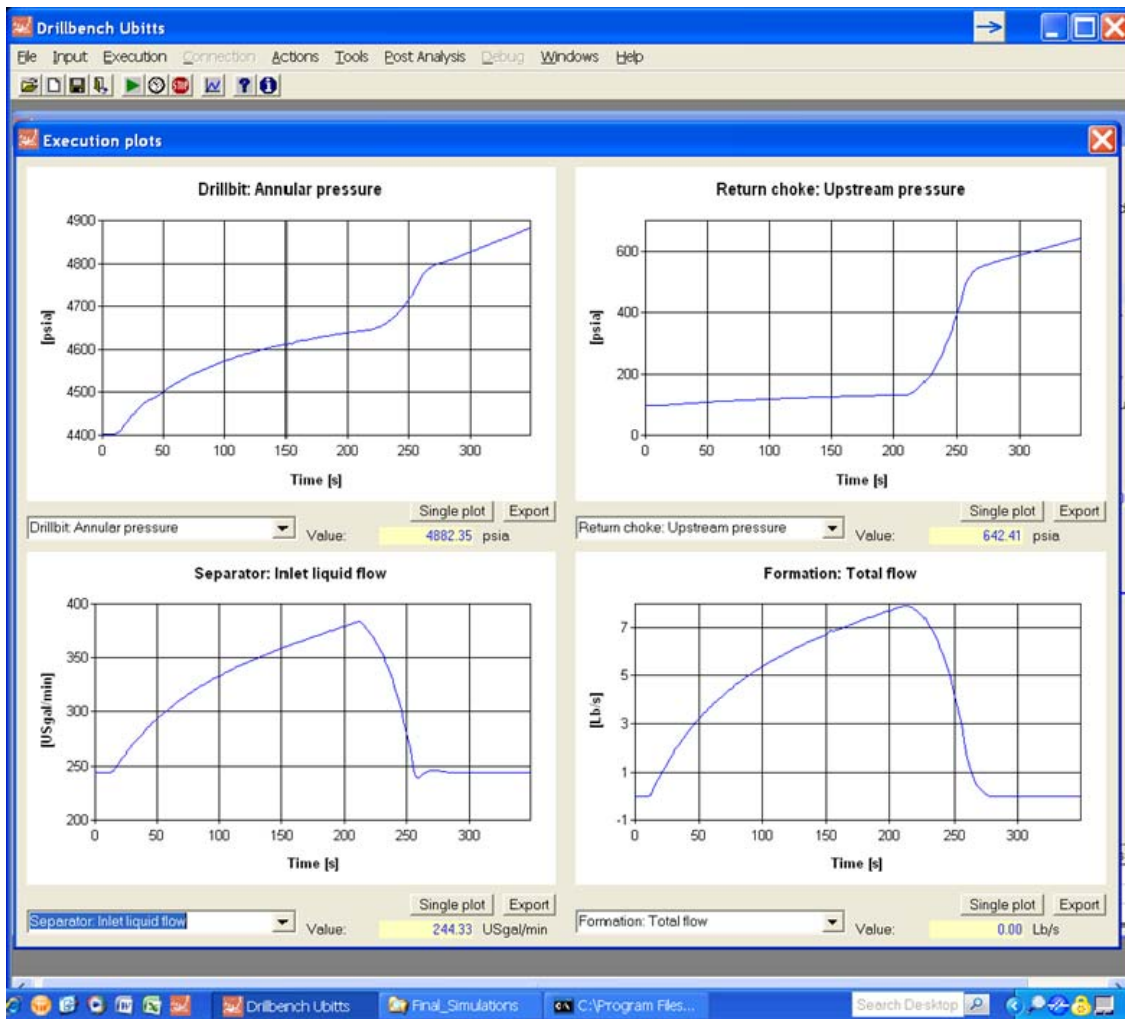 Drillbench Ubitts
File Input Execution Connection Actions Tools Post Analysis Debug Windows Help
STOP ? i
Execution plots
Drillbit: Annular pressure
4900
4800
4700
4600
4500
4400
[psia]
0 50 100 150 200 250 300
Time [s]
Single plot Export
Drillbit: Annular pressure Value: 4882.35 psia
Return choke: Upstream pressure
600
400
200
0
[psia]
0 50 100 150 200 250 300
Time [s]
Single plot Export
Return choke: Upstream pressure Value: 642.41 psia
Separator: Inlet liquid flow
400
350
300
250
200
[USgal/min]
0 50 100 150 200 250 300
Time [s]
Single plot Export
Separator: Inlet liquid flow Value: 244.33 USgal/min
Formation: Total flow
7
5
3
1
-1
[Lb/s]
0 50 100 150 200 250 300
Time [s]
Single plot Export
Formation: Total flow Value: 0.00 Lb/s
Drillbench Ubitts Final_Simulations C:\Program Files... Search Desktop